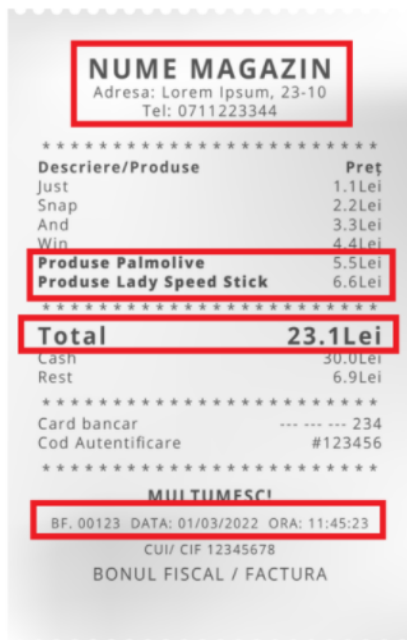 NUME MAGAZIN
Adresa: Lorem Ipsum, 23-10
Tel: 0711223344
* * * * * * * * * * * * * * * * * * * * * * * *
Descriere/Produse Preț
Just 1.1Lei
Snap 2.2Lei
And 3.3Lei
Win 4.4Lei
Produse Palmolive 5.5Lei
Produse Lady Speed Stick 6.6Lei
* * * * * * * * * * * * * * * * * * * * * * * *
Total 23.1Lei
Cash 30.0Lei
Rest 6.9Lei
* * * * * * * * * * * * * * * * * * * * * * * *
Card bancar --- --- --- 234
Cod Autentificare #123456
* * * * * * * * * * * * * * * * * * * * * * * *
MULTUMESC!
BF. 00123 DATA: 01/03/2022 ORA: 11:45:23
CUI/ CIF 12345678
BONUL FISCAL / FACTURA